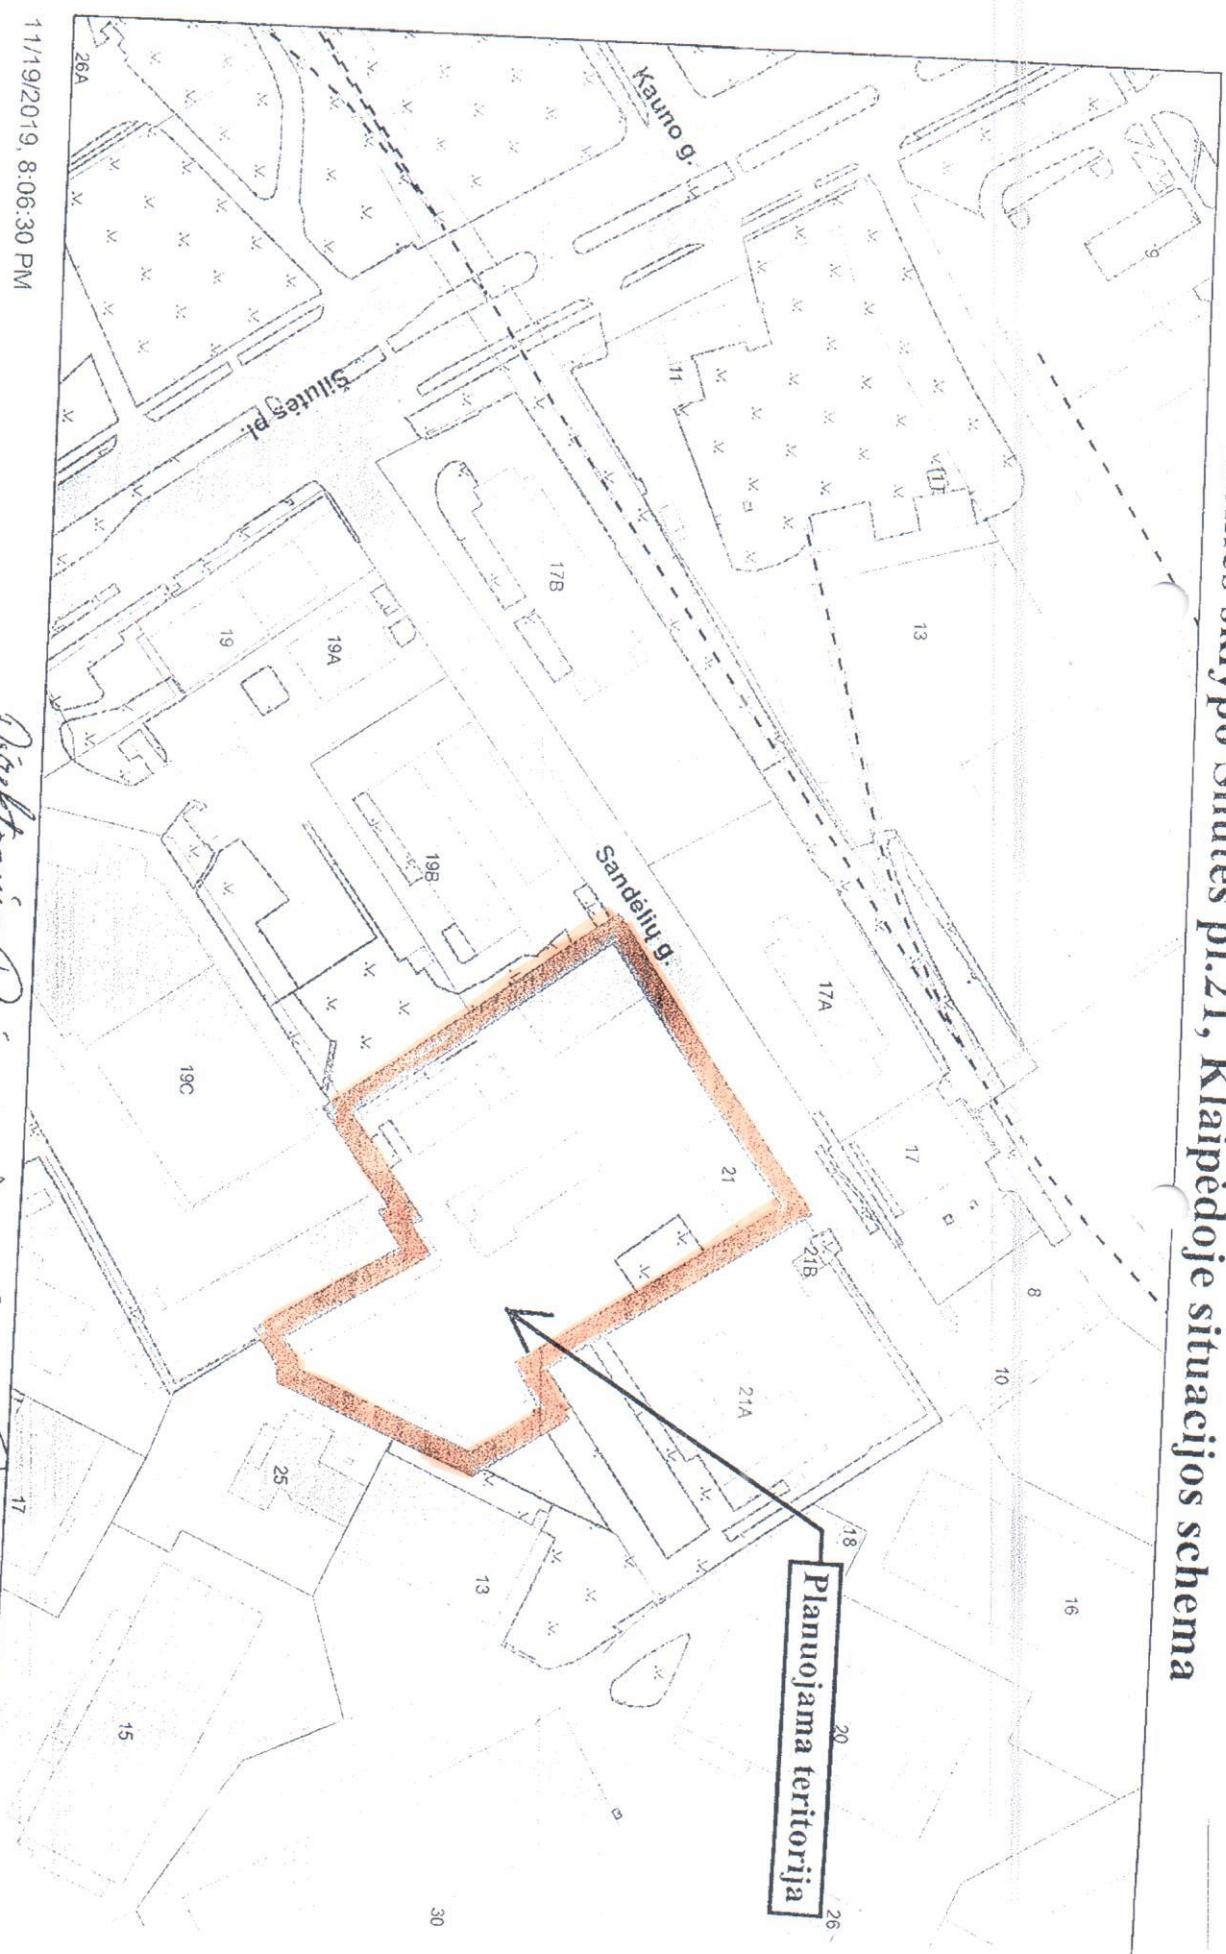 sklypo Šilutės pl.21, Klaipėdoje situacijos schema
Kauno g.
9
11
(1)
13
Šilutės pl.
26A
17B
19
19A
19B
Sandėlių g.
17A
17
19C
21
21B
8
10
21A
18
16
25
13
Planuojama teritorija
20
17
15
30
26
11/19/2019, 8:06:30 PM